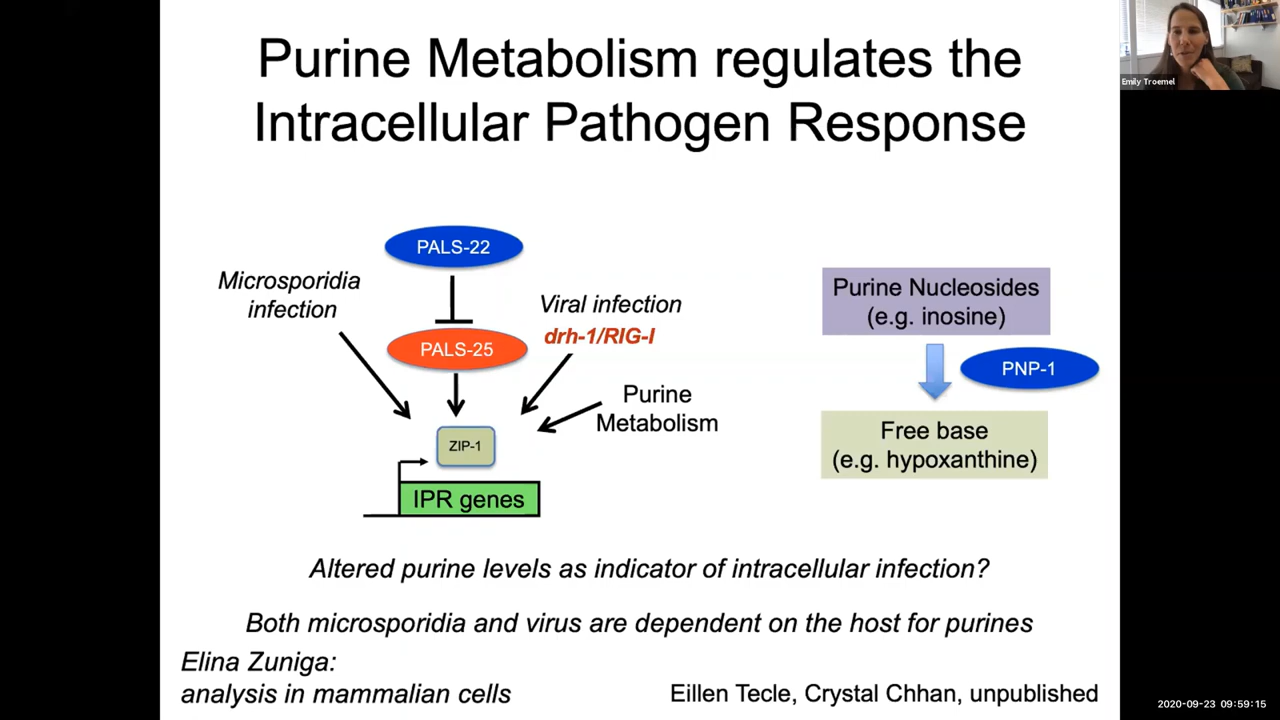 Purine Metabolism regulates the
Intracellular Pathogen Response
Emily Troemel
PALS-22
Microsporidia
infection
PALS-25
Viral infection
drh-1/RIG-I
Purine
Metabolism
ZIP-1
IPR genes
Purine Nucleosides
(e.g. inosine)
PNP-1
Free base
(e.g. hypoxanthine)
Altered purine levels as indicator of intracellular infection?
Both microsporidia and virus are dependent on the host for purines
Elina Zuniga:
analysis in mammalian cells
Eillen Tecle, Crystal Chhan, unpublished
2020-09-23 09:59:15